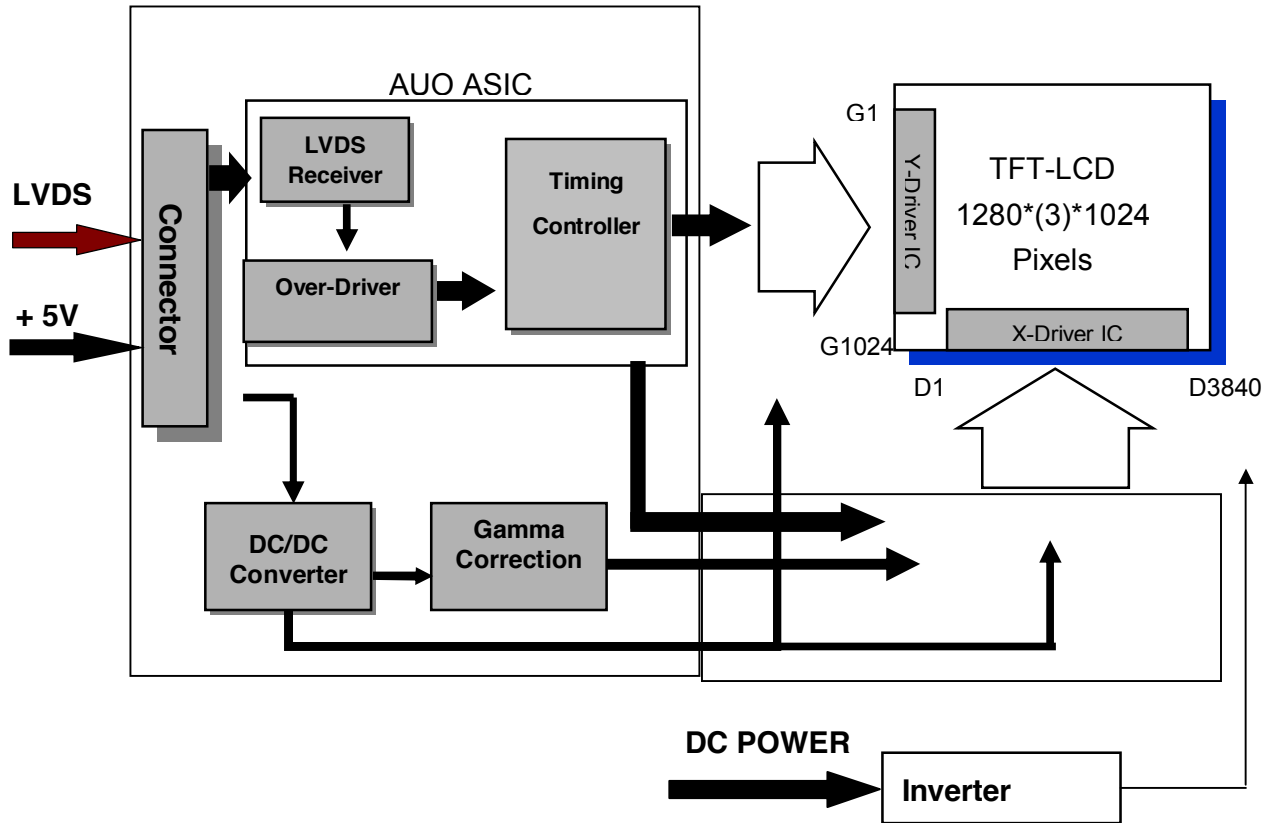 AUO ASIC
LVDS
Receiver
Timing
Controller
Over-Driver
Connector
LVDS
+ 5V
DC/DC
Converter
Gamma
Correction
G1
Y-Driver IC
TFT-LCD
1280*(3)*1024
Pixels
X-Driver IC
G1024
D1
D3840
DC POWER
Inverter